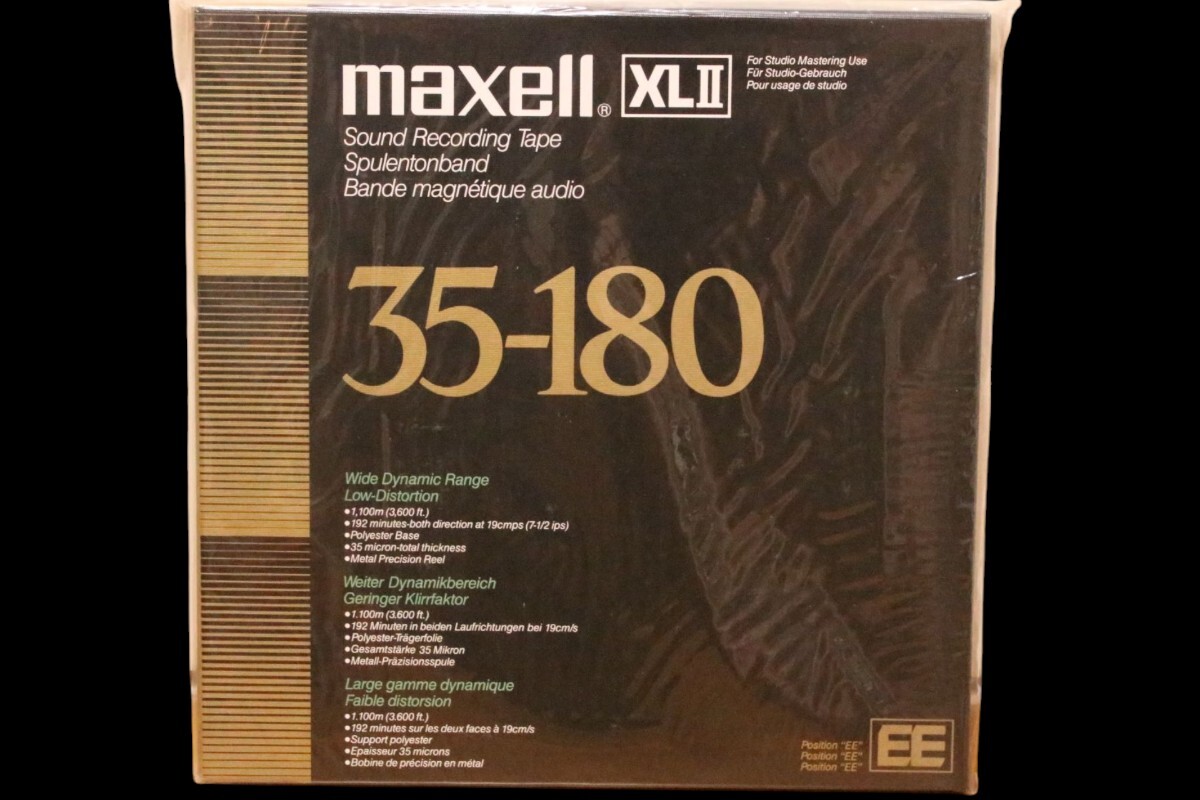 maxell® XLII
For Studio Mastering Use
Für Studio-Gebrauch
Pour usage de studio
Sound Recording Tape
Spulentonband
Bande magnétique audio
35-180
Wide Dynamic Range
Low-Distortion
•1,100m (3,600 ft.)
•192 minutes-both direction at 19cmps (7-1/2 ips)
•Polyester Base
•35 micron-total thickness
•Metal Precision Reel
Weiter Dynamikbereich
Geringer Klirrfaktor
•1.100m (3.600 ft.)
•192 Minuten in beiden Laufrichtungen bei 19cm/s
•Polyester-Trägerfolie
•Gesamtstärke 35 Mikron
•Metall-Präzisionsspule
Large gamme dynamique
Faible distorsion
•1.100m (3.600 ft.)
•192 minutes sur les deux faces à 19cm/s
•Support polyester
•Epaisseur 35 microns
•Bobine de précision en métal
Position "EE"
Position "EE"
Position "EE"
EE